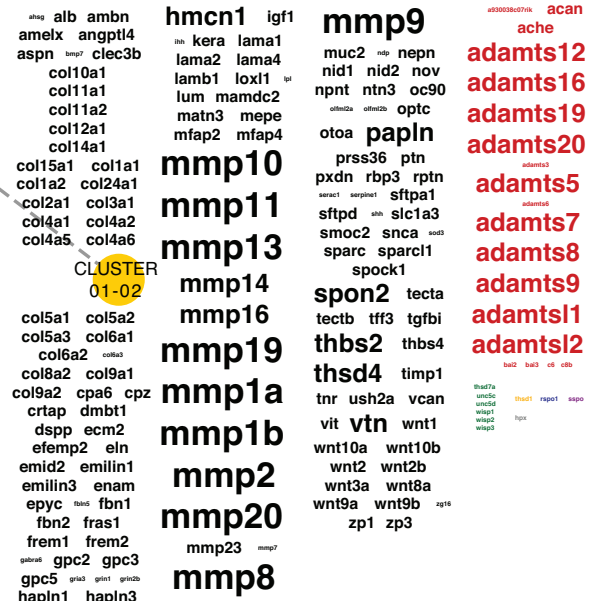 ahsg alb ambn
amelx angptl4
aspn bmp7 clec3b
col10a1
col11a1
col11a2
col12a1
col14a1
col15a1 col1a1
col1a2 col24a1
col2a1 col3a1
col4a1 col4a2
col4a5 col4a6
CLUSTER
01-02
col5a1 col5a2
col5a3 col6a1
col6a2 col6a3
col8a2 col9a1
col9a2 cpa6 cpz
crtap dmbt1
dspp ecm2
efemp2 eln
emid2 emilin1
emilin3 enam
epyc fbln5 fbn1
fbn2 fras1
frem1 frem2
gabra6 gpc2 gpc3
gpc5 gria3 grin1 grin2b
hapln1 hapln3
hmcn1 igf1
ihh kera lama1
lama2 lama4
lamb1 loxl1 lpl
lum mamdc2
matn3 mepe
mfap2 mfap4
mmp10
mmp11
mmp13
mmp14
mmp16
mmp19
mmp1a
mmp1b
mmp2
mmp20
mmp23 mmp7
mmp8
mmp9
muc2 ndp nepn
nid1 nid2 nov
npnt ntn3 oc90
olfml2a olfml2b optc
otoa papln
prss36 ptn
pxdn rbp3 rptn
serac1 serpine1 sftpa1
sftpd shh slc1a3
smoc2 snca sod3
sparc sparcl1
spock1
spon2 tecta
tectb tff3 tgfbi
thbs2 thbs4
thsd4 timp1
tnr ush2a vcan
vit vtn wnt1
wnt10a wnt10b
wnt2 wnt2b
wnt3a wnt8a
wnt9a wnt9b zg16
zp1 zp3
a930038c07rik acan
ache
adamts12
adamts16
adamts19
adamts20
adamts3
adamts5
adamts6
adamts7
adamts8
adamts9
adamtsl1
adamtsl2
bai2 bai3 c6 c8b
thsd7a
unc5c
unc5d
wisp1
wisp2
wisp3
thsd1 rspo1 sspo
hpx